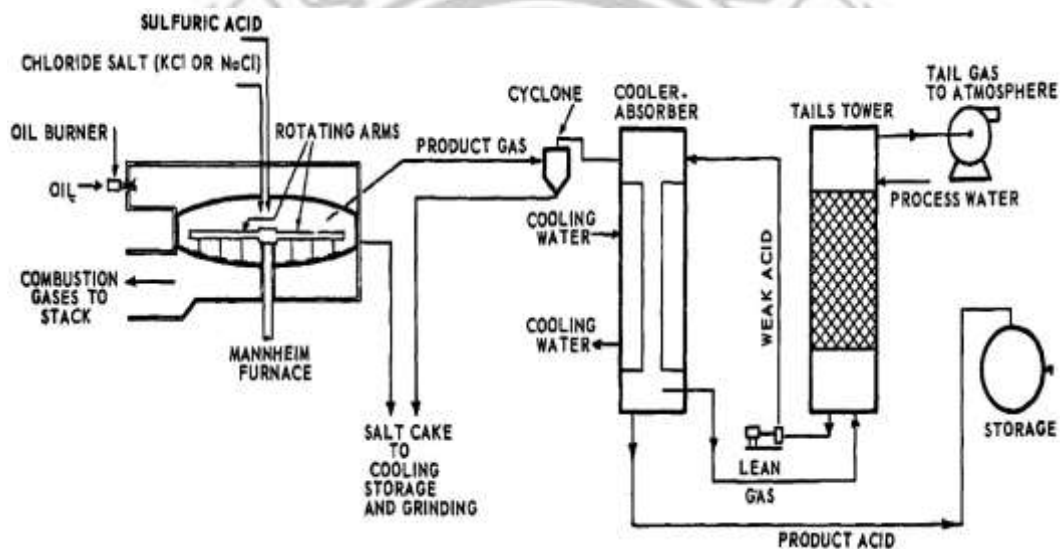 SULFURIC ACID
CHLORIDE SALT (KCl OR NaCl)
OIL BURNER
OIL
ROTATING ARMS
PRODUCT GAS
CYCLONE
COOLER-
ABSORBER
TAILS TOWER
TAIL GAS
TO ATMOSPHERE
PROCESS WATER
COOLING
WATER
COOLING
WATER
WEAK ACID
COMBUSTION
GASES TO
STACK
MANNHEIM
FURNACE
SALT CAKE
TO
COOLING
STORAGE
AND GRINDING
LEAN
GAS
STORAGE
PRODUCT ACID